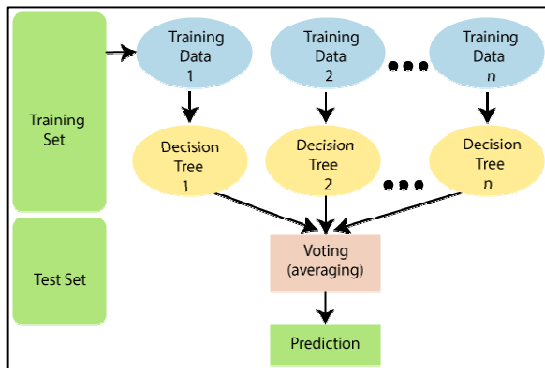 Training
Set
Training
Data
1
Training
Data
2
Training
Data
n
Decision
Tree
1
Decision
Tree
2
Decision
Tree
n
Test Set
Voting
(averaging)
Prediction